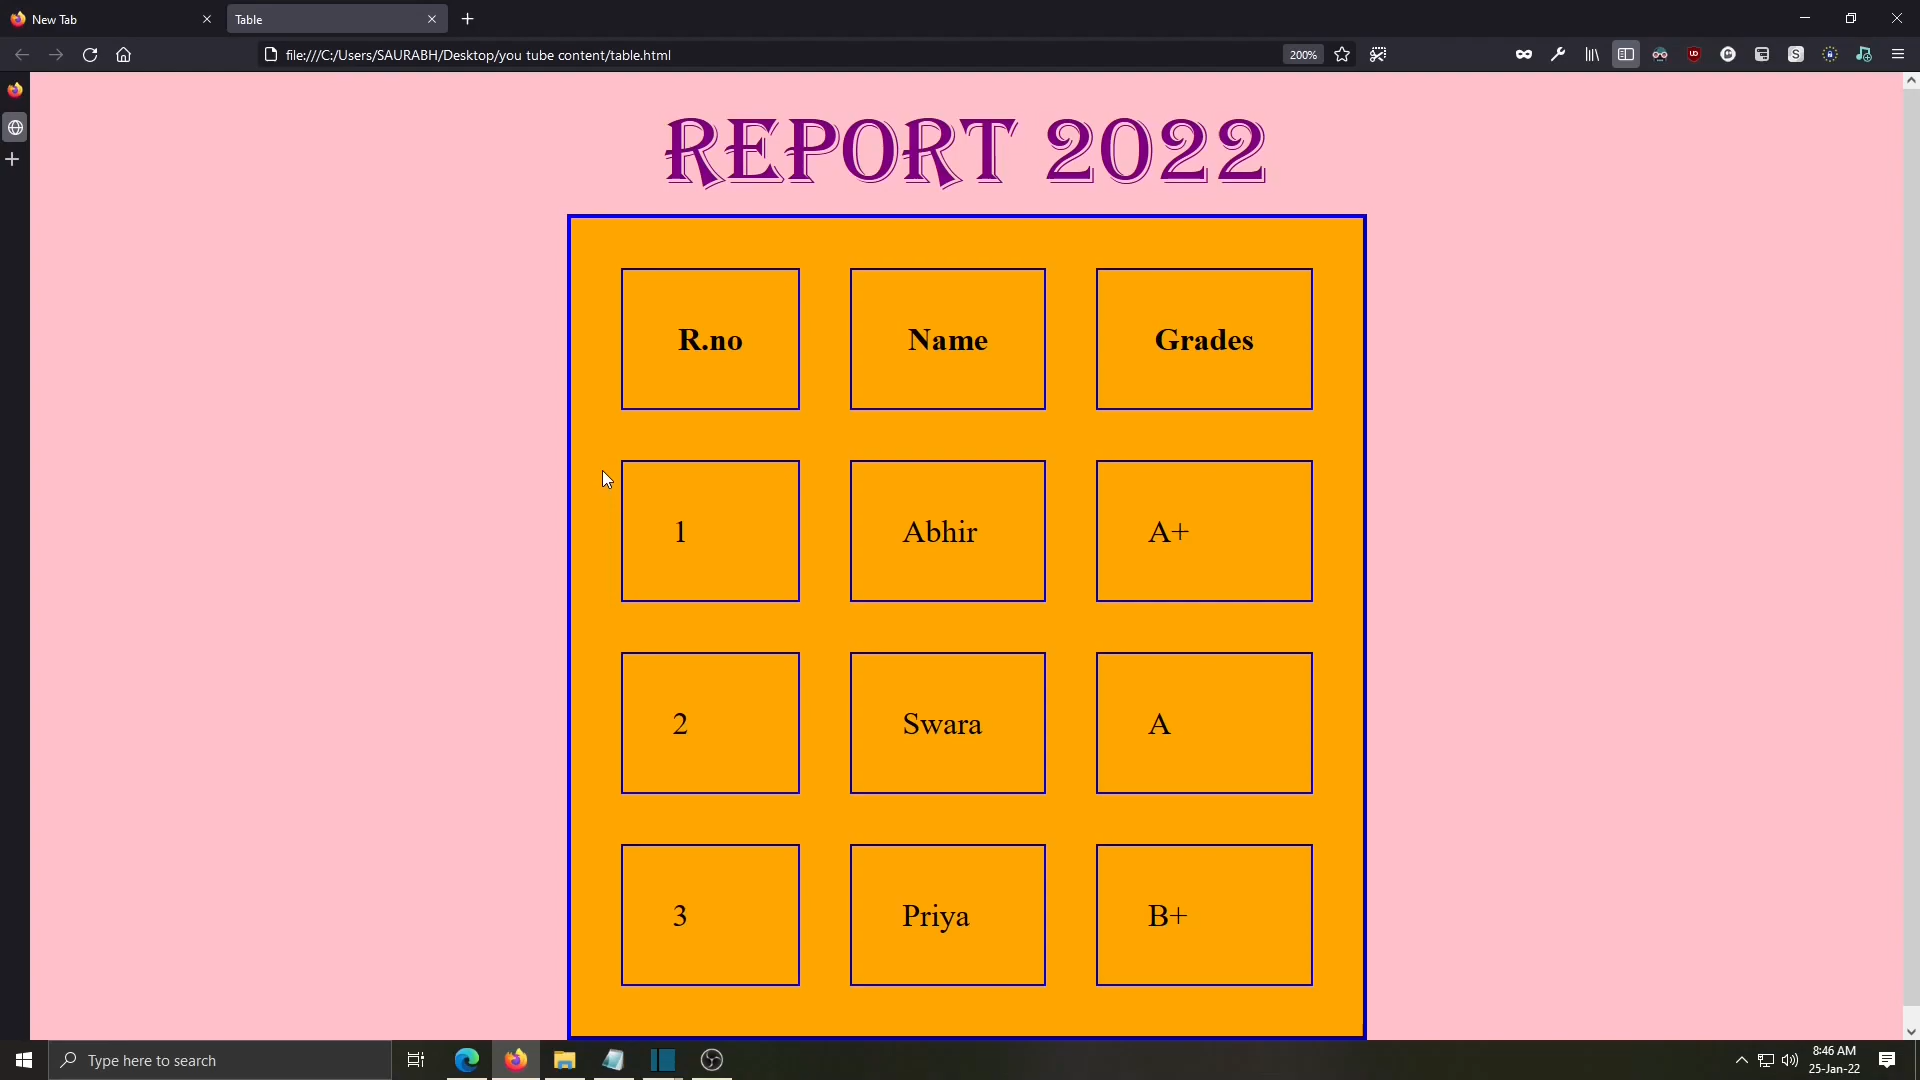 New Tab
Table
file:///C:/Users/SAURABH/Desktop/you tube content/table.html
200%
REPORT 2022
R.no Name Grades
1 Abhir A+
2 Swara A
3 Priya B+
Type here to search
8:46 AM
25-Jan-22